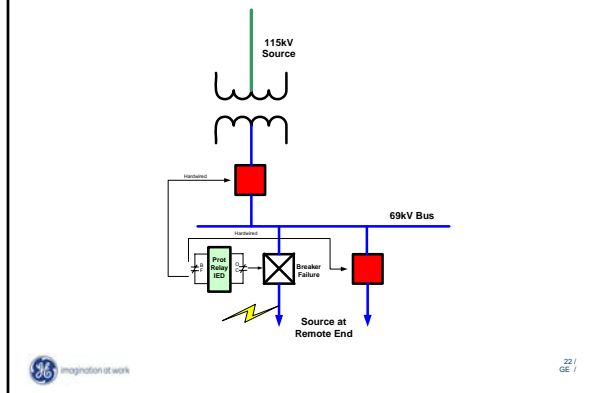 115kV
Source
Hardwired
69kV Bus
Hardwired
B
F
Prot
Relay
IED
O
C
Breaker
Failure
Source at
Remote End
imagination at work
22 /
GE /